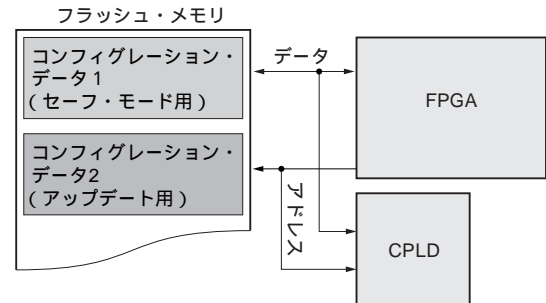 フラッシュ・メモリ
コンフィグレーション・
データ1
(セーフ・モード用)
コンフィグレーション・
データ2
(アップデート用)
データ
アドレス
FPGA
CPLD